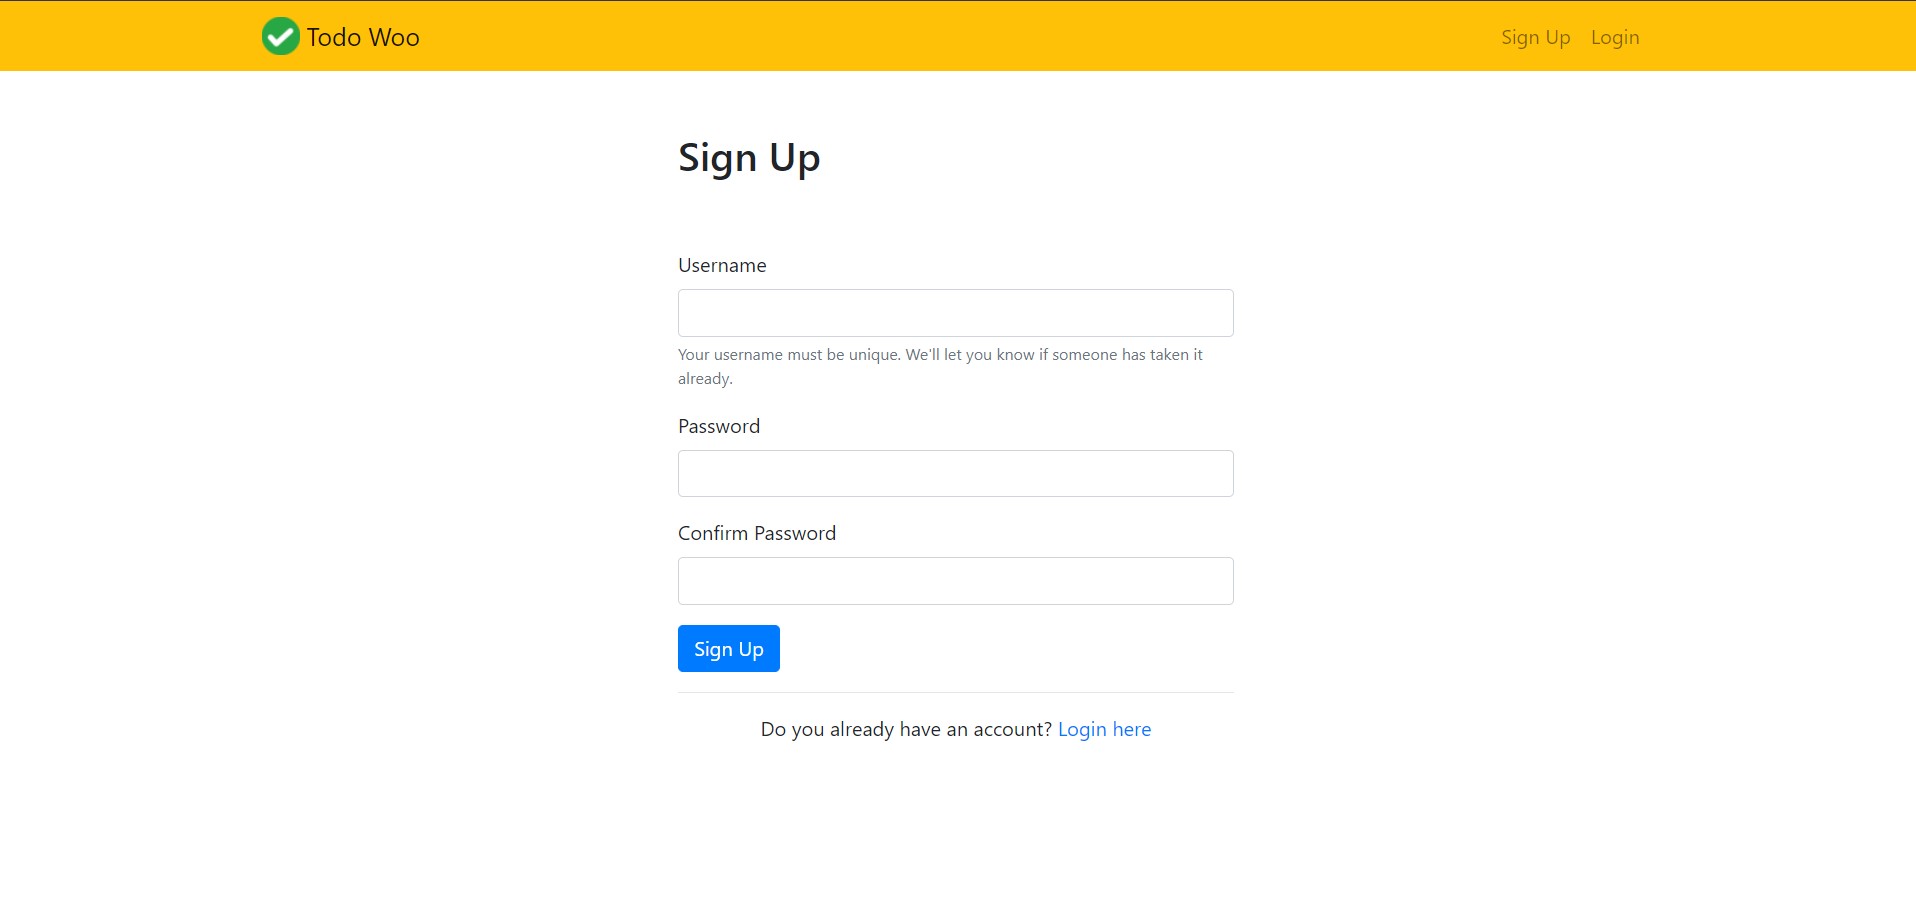 Todo Woo
Sign Up
Login
Sign Up
Username
Your username must be unique. We'll let you know if someone has taken it
already.
Password
Confirm Password
Sign Up
Do you already have an account? Login here